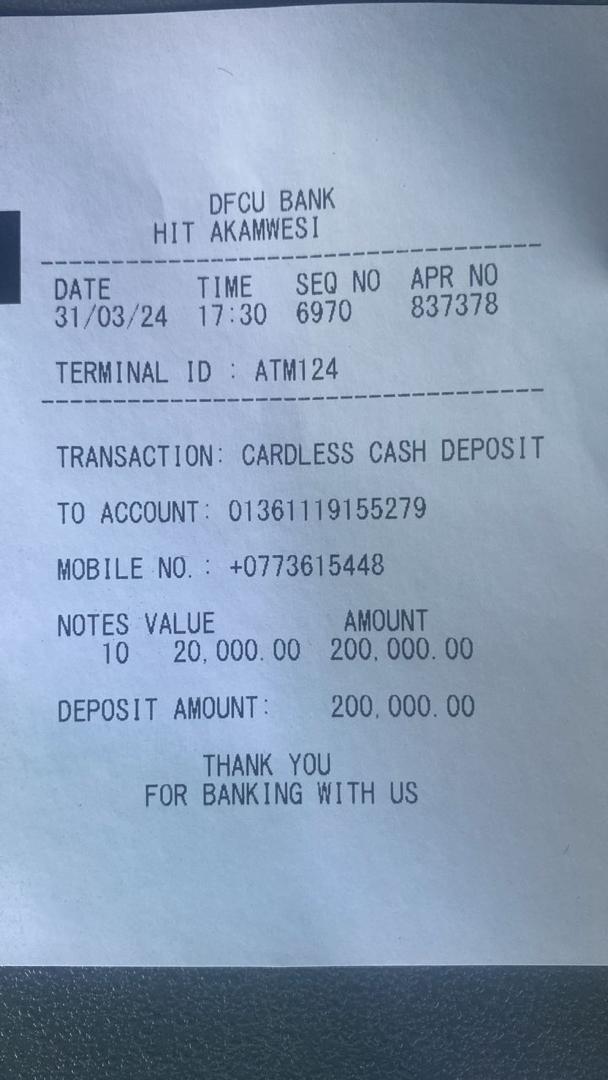 DFCU BANK
HIT AKAMWESI
DATE TIME SEQ NO APR NO
31/03/24 17:30 6970 837378
TERMINAL ID : ATM124
TRANSACTION: CARDLESS CASH DEPOSIT
TO ACCOUNT: 01361119155279
MOBILE NO.: +0773615448
NOTES VALUE AMOUNT
10 20,000.00 200,000.00
DEPOSIT AMOUNT: 200,000.00
THANK YOU
FOR BANKING WITH US